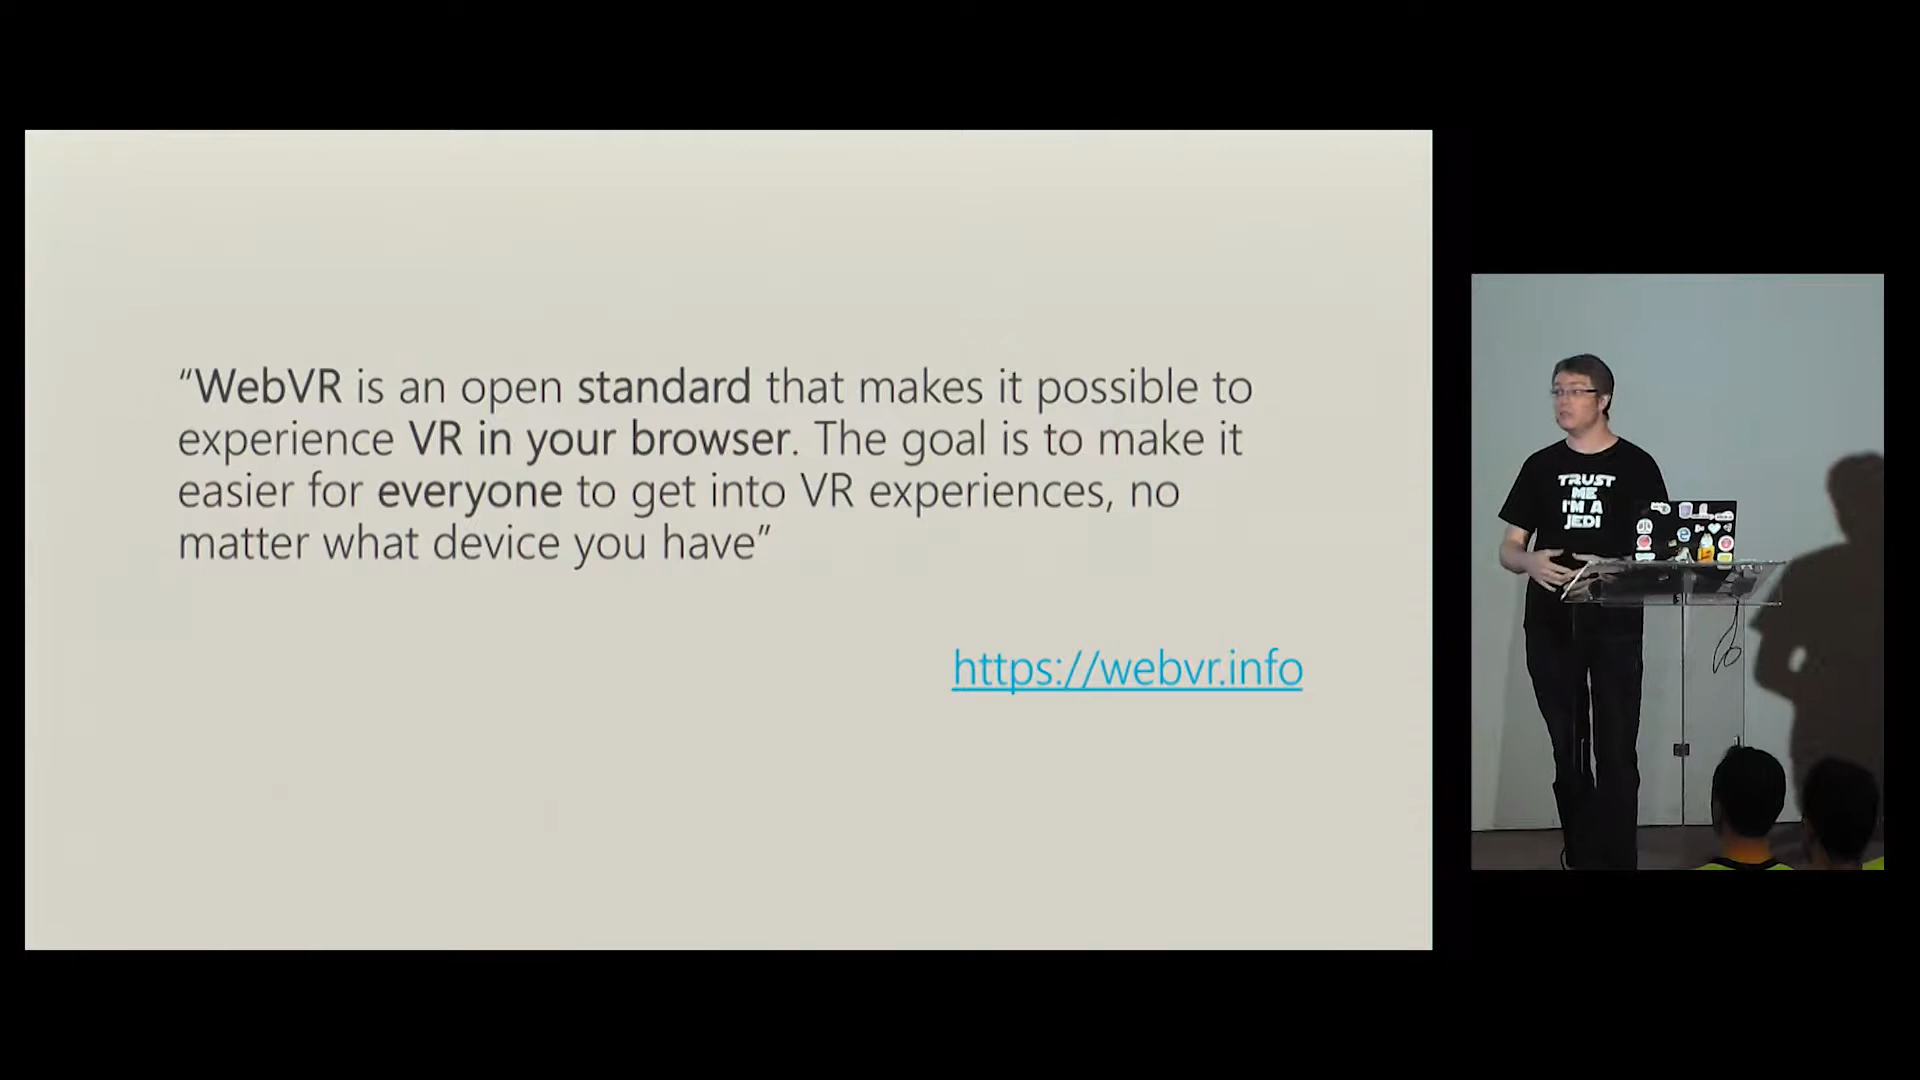 “WebVR is an open standard that makes it possible to
experience VR in your browser. The goal is to make it
easier for everyone to get into VR experiences, no
matter what device you have”
https://webvr.info
TRUST
ME
I'M A
JEDI